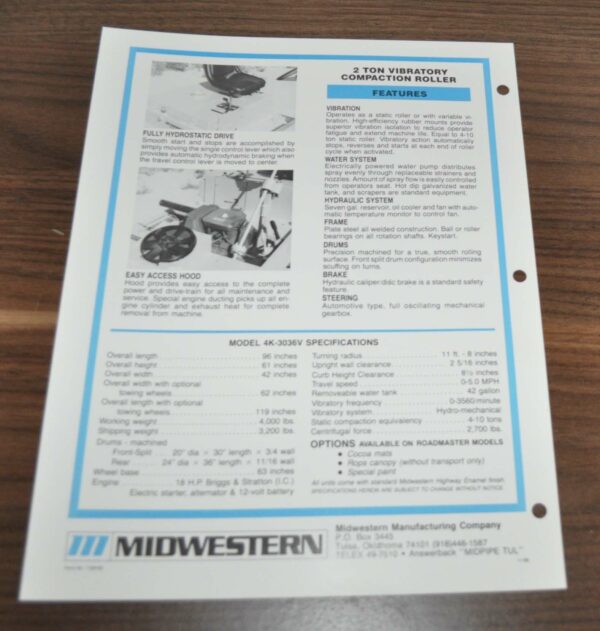 2 TON VIBRATORY
COMPACTION ROLLER
FEATURES
FULLY HYDROSTATIC DRIVE
Smooth start and stops are accomplished by
simply moving the single control lever which also
provides automatic hydrodynamic braking when
the travel control lever is moved to center.
EASY ACCESS HOOD
Hood provides easy access to the complete
power and drive-train for all maintenance and
service. Special engine ducting picks up all en-
gine cylinder and exhaust heat for complete
removal from machine.
VIBRATION
Operates as a static roller or with variable vi-
bration. High-efficiency rubber mounts provide
superior vibration isolation to reduce operator
fatigue and extend machine life. Equal to 4-10
ton static roller. Vibratory action automatically
stops, reverses and starts at each end of roller
cycle when activated.
WATER SYSTEM
Electrically powered water pump distributes
spray evenly through replaceable strainers and
nozzles. Amount of spray flow is easily controlled
from operators seat. Hot dip galvanized water
tank, and scrapers are standard equipment.
HYDRAULIC SYSTEM
Seven gal. reservoir, oil cooler and fan with auto-
matic temperature monitor to control fan.
FRAME
Plate steel all welded construction. Ball or roller
bearings on all rotation shafts. Keystart.
DRUMS
Precision machined for a true, smooth rolling
surface. Front split drum configuration minimizes
scuffing on turns.
BRAKE
Hydraulic caliper disc brake is a standard safety
feature.
STEERING
Automotive type, full oscillating mechanical
gearbox.
MODEL 4K-3036V SPECIFICATIONS
Overall length 96 inches
Overall height 61 inches
Overall width 42 inches
Overall width with optional
towing wheels 62 inches
Overall length with optional
towing wheels 119 inches
Working weight 4,000 lbs.
Shipping weight 3,200 lbs.
Drums - machined
Front-Split 20" dia × 30" length × 3/4 wall
Rear 24" dia × 36" length × 11/16 wall
Wheel base 63 inches
Engine 18 H.P. Briggs & Stratton (I.C.)
Electric starter, alternator & 12-volt battery
Turning radius 11 ft. - 8 inches
Upright wall clearance 2 5/16 inches
Curb Height Clearance 8½ inches
Travel speed 0-5.0 MPH
Removeable water tank 42 gallon
Vibratory frequency 0-3560/minute
Vibratory system Hydro-mechanical
Static compaction equivalency 4-10 tons
Centrifugal force 2,700 lbs.
OPTIONS AVAILABLE ON ROADMASTER MODELS
• Cocoa mats
• Rops canopy (without transport only)
• Special paint
All units come with standard Midwestern Highway Enamel finish.
SPECIFICATIONS HEREIN ARE SUBJECT TO CHANGE WITHOUT NOTICE.
MIDWESTERN
Midwestern Manufacturing Company
P.O. Box 3445
Tulsa, Oklahoma 74101 (918)446-1587
TELEX 49-7510 • Answerback "MIDPIPE TUL"